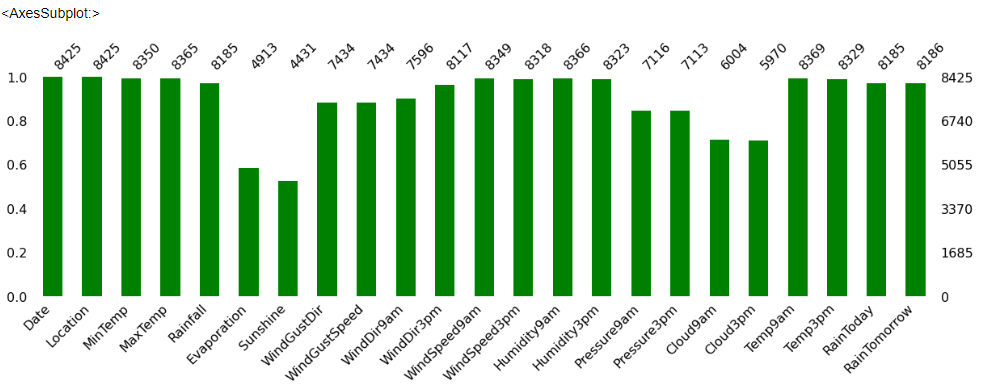 <AxesSubplot:>
8425 8425 8350 8365 8185 4913 4431 7434 7434 7596 8117 8349 8318 8366 8323 7116 7113 6004 5970 8369 8329 8185 8186
1.0 8425
0.8 6740
0.6 5055
0.4 3370
0.2 1685
0.0 0
Date Location MinTemp MaxTemp Rainfall Evaporation Sunshine WindGustDir WindGustSpeed WindDir9am WindDir3pm WindSpeed9am WindSpeed3pm Humidity9am Humidity3pm Pressure9am Pressure3pm Cloud9am Cloud3pm Temp9am Temp3pm RainToday RainTomorrow